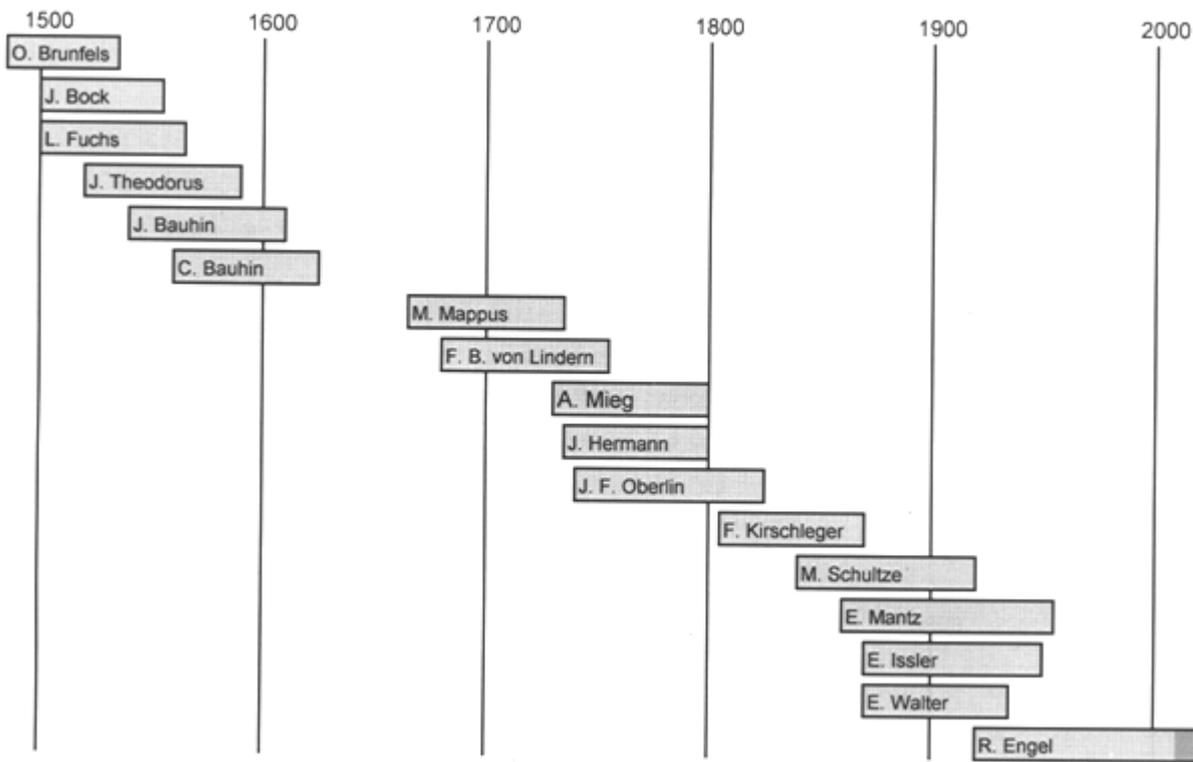 1500 1600 1700 1800 1900 2000
O. Brunfels
J. Bock
L. Fuchs
J. Theodorus
J. Bauhin
C. Bauhin
M. Mappus
F. B. von Lindern
A. Mieg
J. Hermann
J. F. Oberlin
F. Kirschleger
M. Schultze
E. Mantz
E. Issler
E. Walter
R. Engel